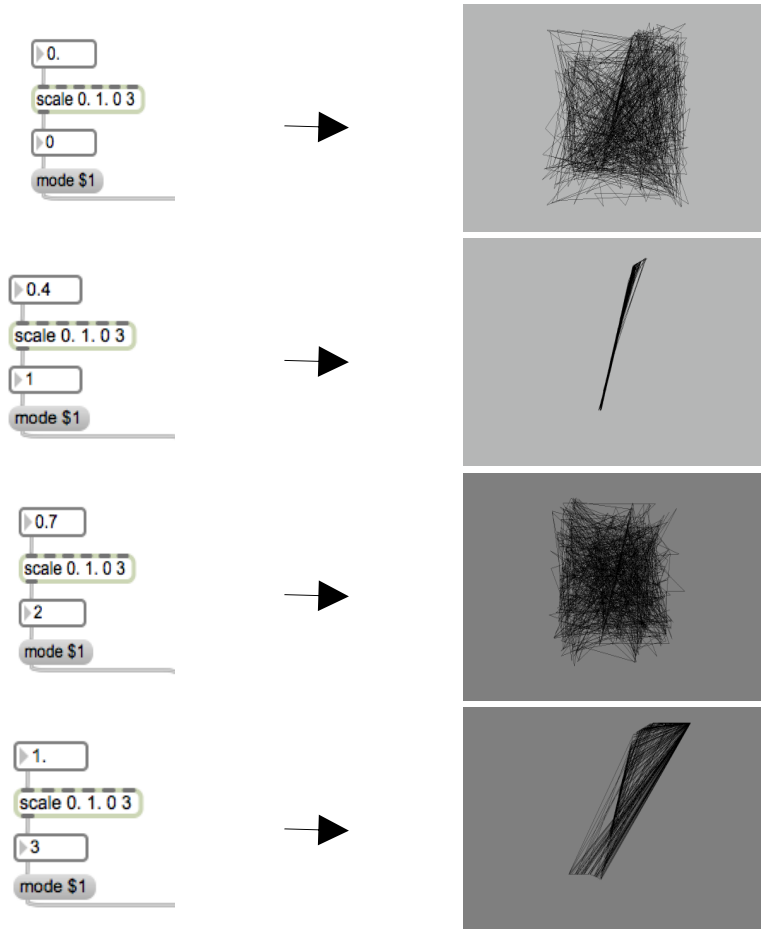 0.
scale 0. 1. 0 3
0
mode $1
0.4
scale 0. 1. 0 3
1
mode $1
0.7
scale 0. 1. 0 3
2
mode $1
1.
scale 0. 1. 0 3
3
mode $1